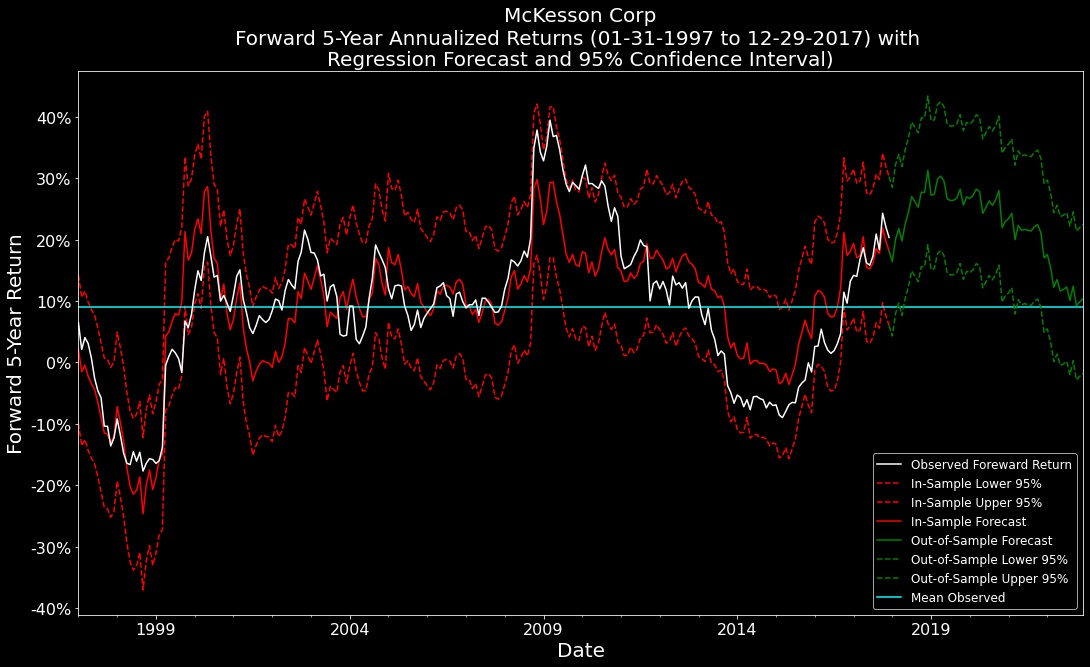 McKesson Corp
Forward 5-Year Annualized Returns (01-31-1997 to 12-29-2017) with
Regression Forecast and 95% Confidence Interval)
Forward 5-Year Return
40%
30%
20%
10%
0%
-10%
-20%
-30%
-40%
Observed Foreward Return
In-Sample Lower 95%
In-Sample Upper 95%
In-Sample Forecast
Out-of-Sample Forecast
Out-of-Sample Lower 95%
Out-of-Sample Upper 95%
Mean Observed
1999
2004
2009
2014
2019
Date